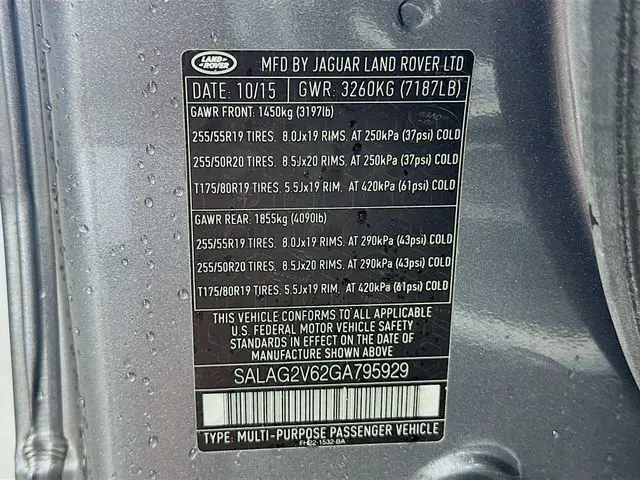 LAND ROVER
MFD BY JAGUAR LAND ROVER LTD
DATE: 10/15 GWR: 3260KG (7187LB)
GAWR FRONT: 1450kg (3197lb)
255/55R19 TIRES, 8.0Jx19 RIMS, AT 250kPa (37psi) COLD
255/50R20 TIRES, 8.5Jx20 RIMS, AT 250kPa (37psi) COLD
T175/80R19 TIRES, 5.5Jx19 RIM, AT 420kPa (61psi) COLD
GAWR REAR: 1855kg (4090lb)
255/55R19 TIRES, 8.0Jx19 RIMS, AT 290kPa (43psi) COLD
255/50R20 TIRES, 8.5Jx20 RIMS, AT 290kPa (43psi) COLD
T175/80R19 TIRES, 5.5Jx19 RIM, AT 420kPa (61psi) COLD
THIS VEHICLE CONFORMS TO ALL APPLICABLE
U.S. FEDERAL MOTOR VEHICLE SAFETY
STANDARDS IN EFFECT ON THE DATE
OF MANUFACTURE SHOWN ABOVE.
SALAG2V62GA795929
TYPE: MULTI-PURPOSE PASSENGER VEHICLE
FH22-1532-BA